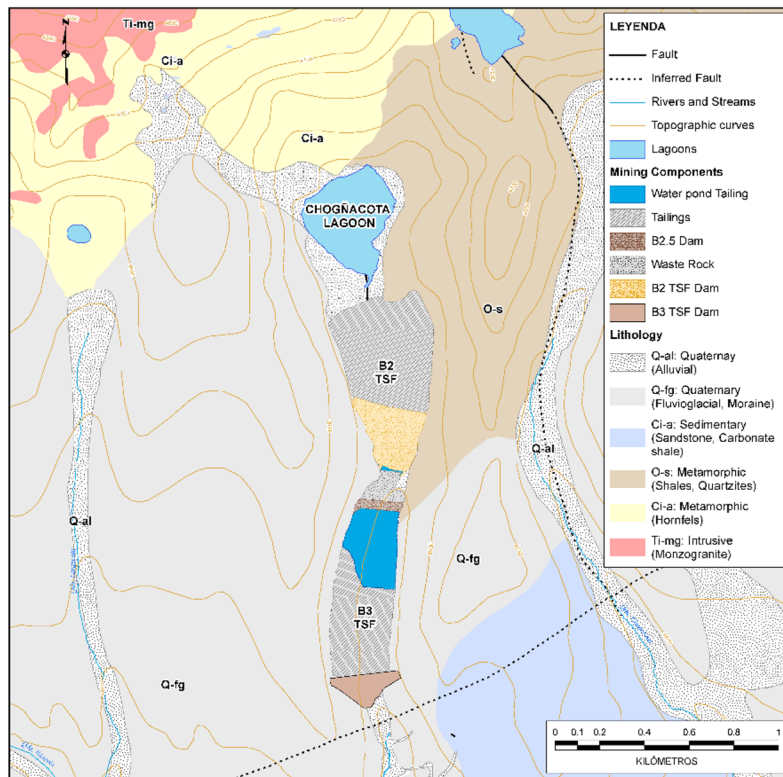 Ti-mg
N
Ci-a
Ci-a
CHOGÑACOTA
LAGOON
O-s
B2
TSF
Q-al
Q-al
Q-fg
B3
TSF
Q-fg
LEYENDA
Fault
Inferred Fault
Rivers and Streams
Topographic curves
Lagoons
Mining Components
Water pond Tailing
Tailings
B2.5 Dam
Waste Rock
B2 TSF Dam
B3 TSF Dam
Lithology
Q-al: Quaternay
(Alluvial)
Q-fg: Quaternary
(Fluvioglacial, Moraine)
Ci-a: Sedimentary
(Sandstone, Carbonate
shale)
O-s: Metamorphic
(Shales, Quartzites)
Ci-a: Metamorphic
(Hornfels)
Ti-mg: Intrusive
(Monzogranite)
0 0.1 0.2 0.4 0.6 0.8 1
KILÓMETROS